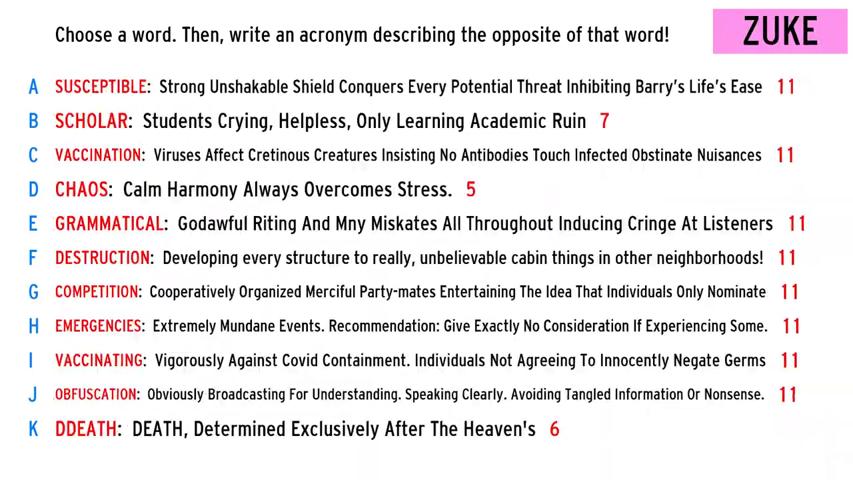 Choose a word. Then, write an acronym describing the opposite of that word!
ZUKE
A SUSCEPTIBLE: Strong Unshakable Shield Conquers Every Potential Threat Inhibiting Barry's Life's Ease 11
B SCHOLAR: Students Crying, Helpless, Only Learning Academic Ruin 7
C VACCINATION: Viruses Affect Cretinous Creatures Insisting No Antibodies Touch Infected Obstinate Nuisances 11
D CHAOS: Calm Harmony Always Overcomes Stress. 5
E GRAMMATICAL: Godawful Riting And Mny Miskates All Throughout Inducing Cringe At Listeners 11
F DESTRUCTION: Developing every structure to really, unbelievable cabin things in other neighborhoods! 11
G COMPETITION: Cooperatively Organized Merciful Party-mates Entertaining The Idea That Individuals Only Nominate 11
H EMERGENCIES: Extremely Mundane Events. Recommendation: Give Exactly No Consideration If Experiencing Some. 11
I VACCINATING: Vigorously Against Covid Containment. Individuals Not Agreeing To Innocently Negate Germs 11
J OBFUSCATION: Obviously Broadcasting For Understanding. Speaking Clearly. Avoiding Tangled Information Or Nonsense. 11
K DDEATH: DEATH, Determined Exclusively After The Heaven's 6